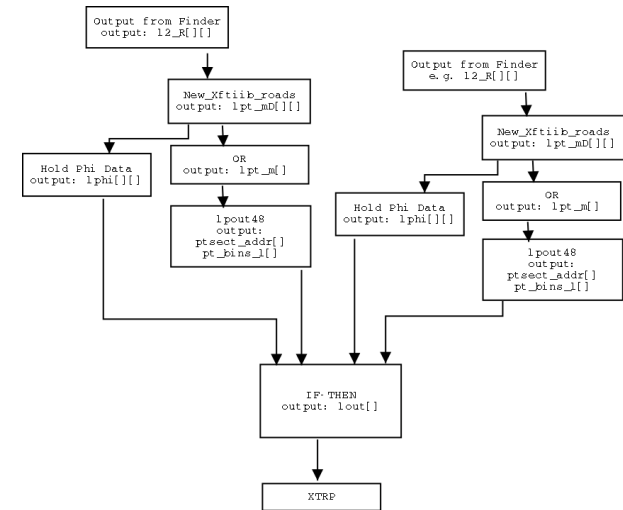 Output from Finder
output: l2_R[][]
New_Xftiib_roads
output: lpt_mD[][]
Hold Phi Data
output: lphi[][]
OR
output: lpt_m[]
lpout48
output:
ptsect_addr[]
pt_bins_l[]
Output from Finder
e.g. l2_R[][]
New_Xftiib_roads
output: lpt_mD[][]
Hold Phi Data
output: lphi[][]
OR
output: lpt_m[]
lpout48
output:
ptsect_addr[]
pt_bins_l[]
IF-THEN
output: lout[]
XTRP